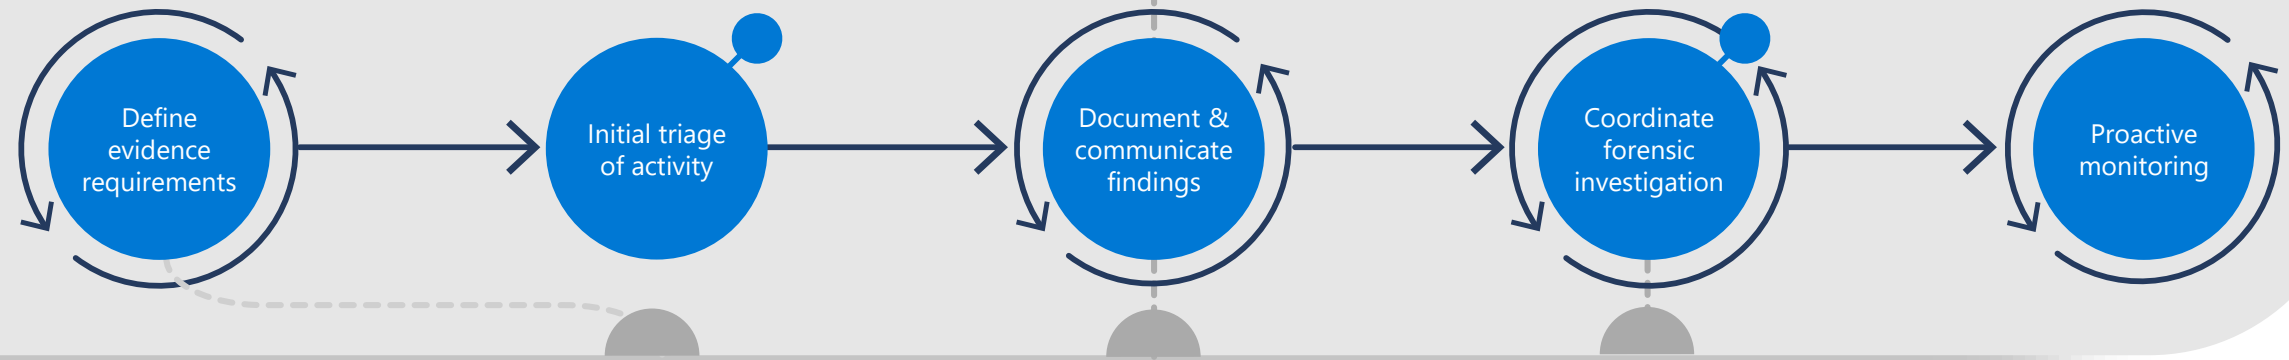 Define
evidence
requirements
Initial triage
of activity
Document &
communicate
findings
Coordinate
forensic
investigation
Proactive
monitoring